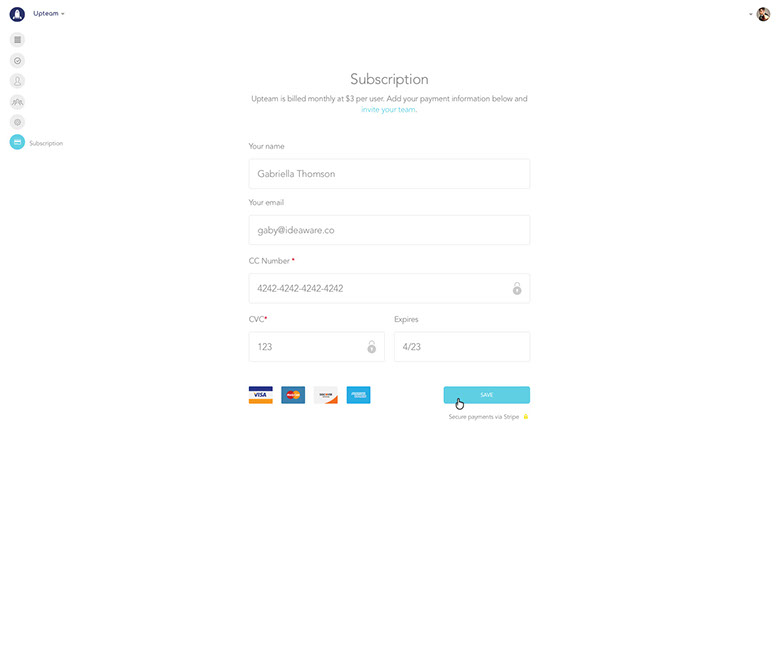 Upteam
Subscription
Subscription
Upteam is billed monthly at $3 per user. Add your payment information below and
invite your team.
Your name
Gabriella Thomson
Your email
gaby@ideaware.co
CC Number *
4242-4242-4242-4242
CVC* Expires
123 4/23
VISA SAVE
Secure payments via Stripe